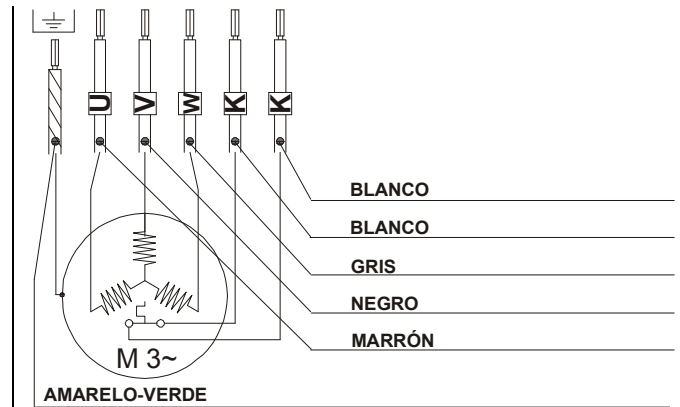 U V W K K
BLANCO
BLANCO
GRIS
NEGRO
MARRÓN
M 3~
AMARELO-VERDE